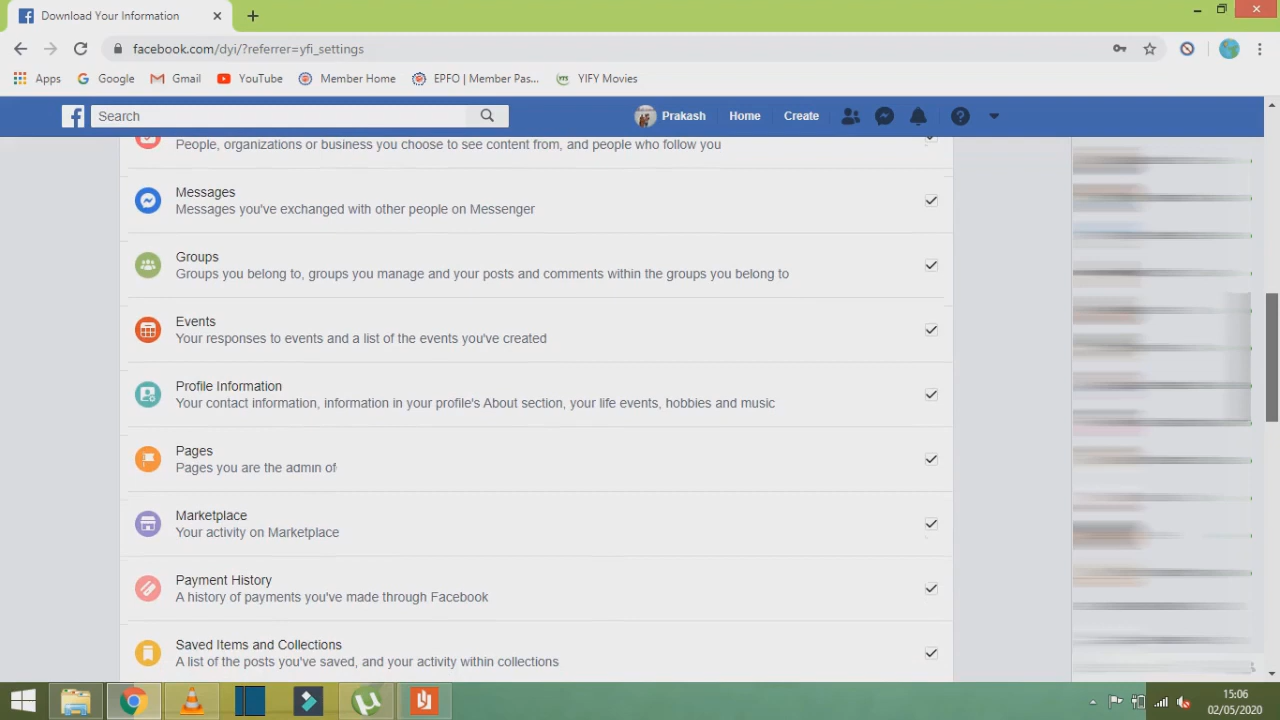 Download Your Information
facebook.com/dyi/?referrer=yfi_settings
Apps
Google
Gmail
YouTube
Member Home
EPFO | Member Pas...
YIFY Movies
Search
Prakash
Home
Create
People, organizations or business you choose to see content from, and people who follow you
Messages
Messages you've exchanged with other people on Messenger
Groups
Groups you belong to, groups you manage and your posts and comments within the groups you belong to
Events
Your responses to events and a list of the events you've created
Profile Information
Your contact information, information in your profile's About section, your life events, hobbies and music
Pages
Pages you are the admin of
Marketplace
Your activity on Marketplace
Payment History
A history of payments you've made through Facebook
Saved Items and Collections
A list of the posts you've saved, and your activity within collections
15:06
02/05/2020